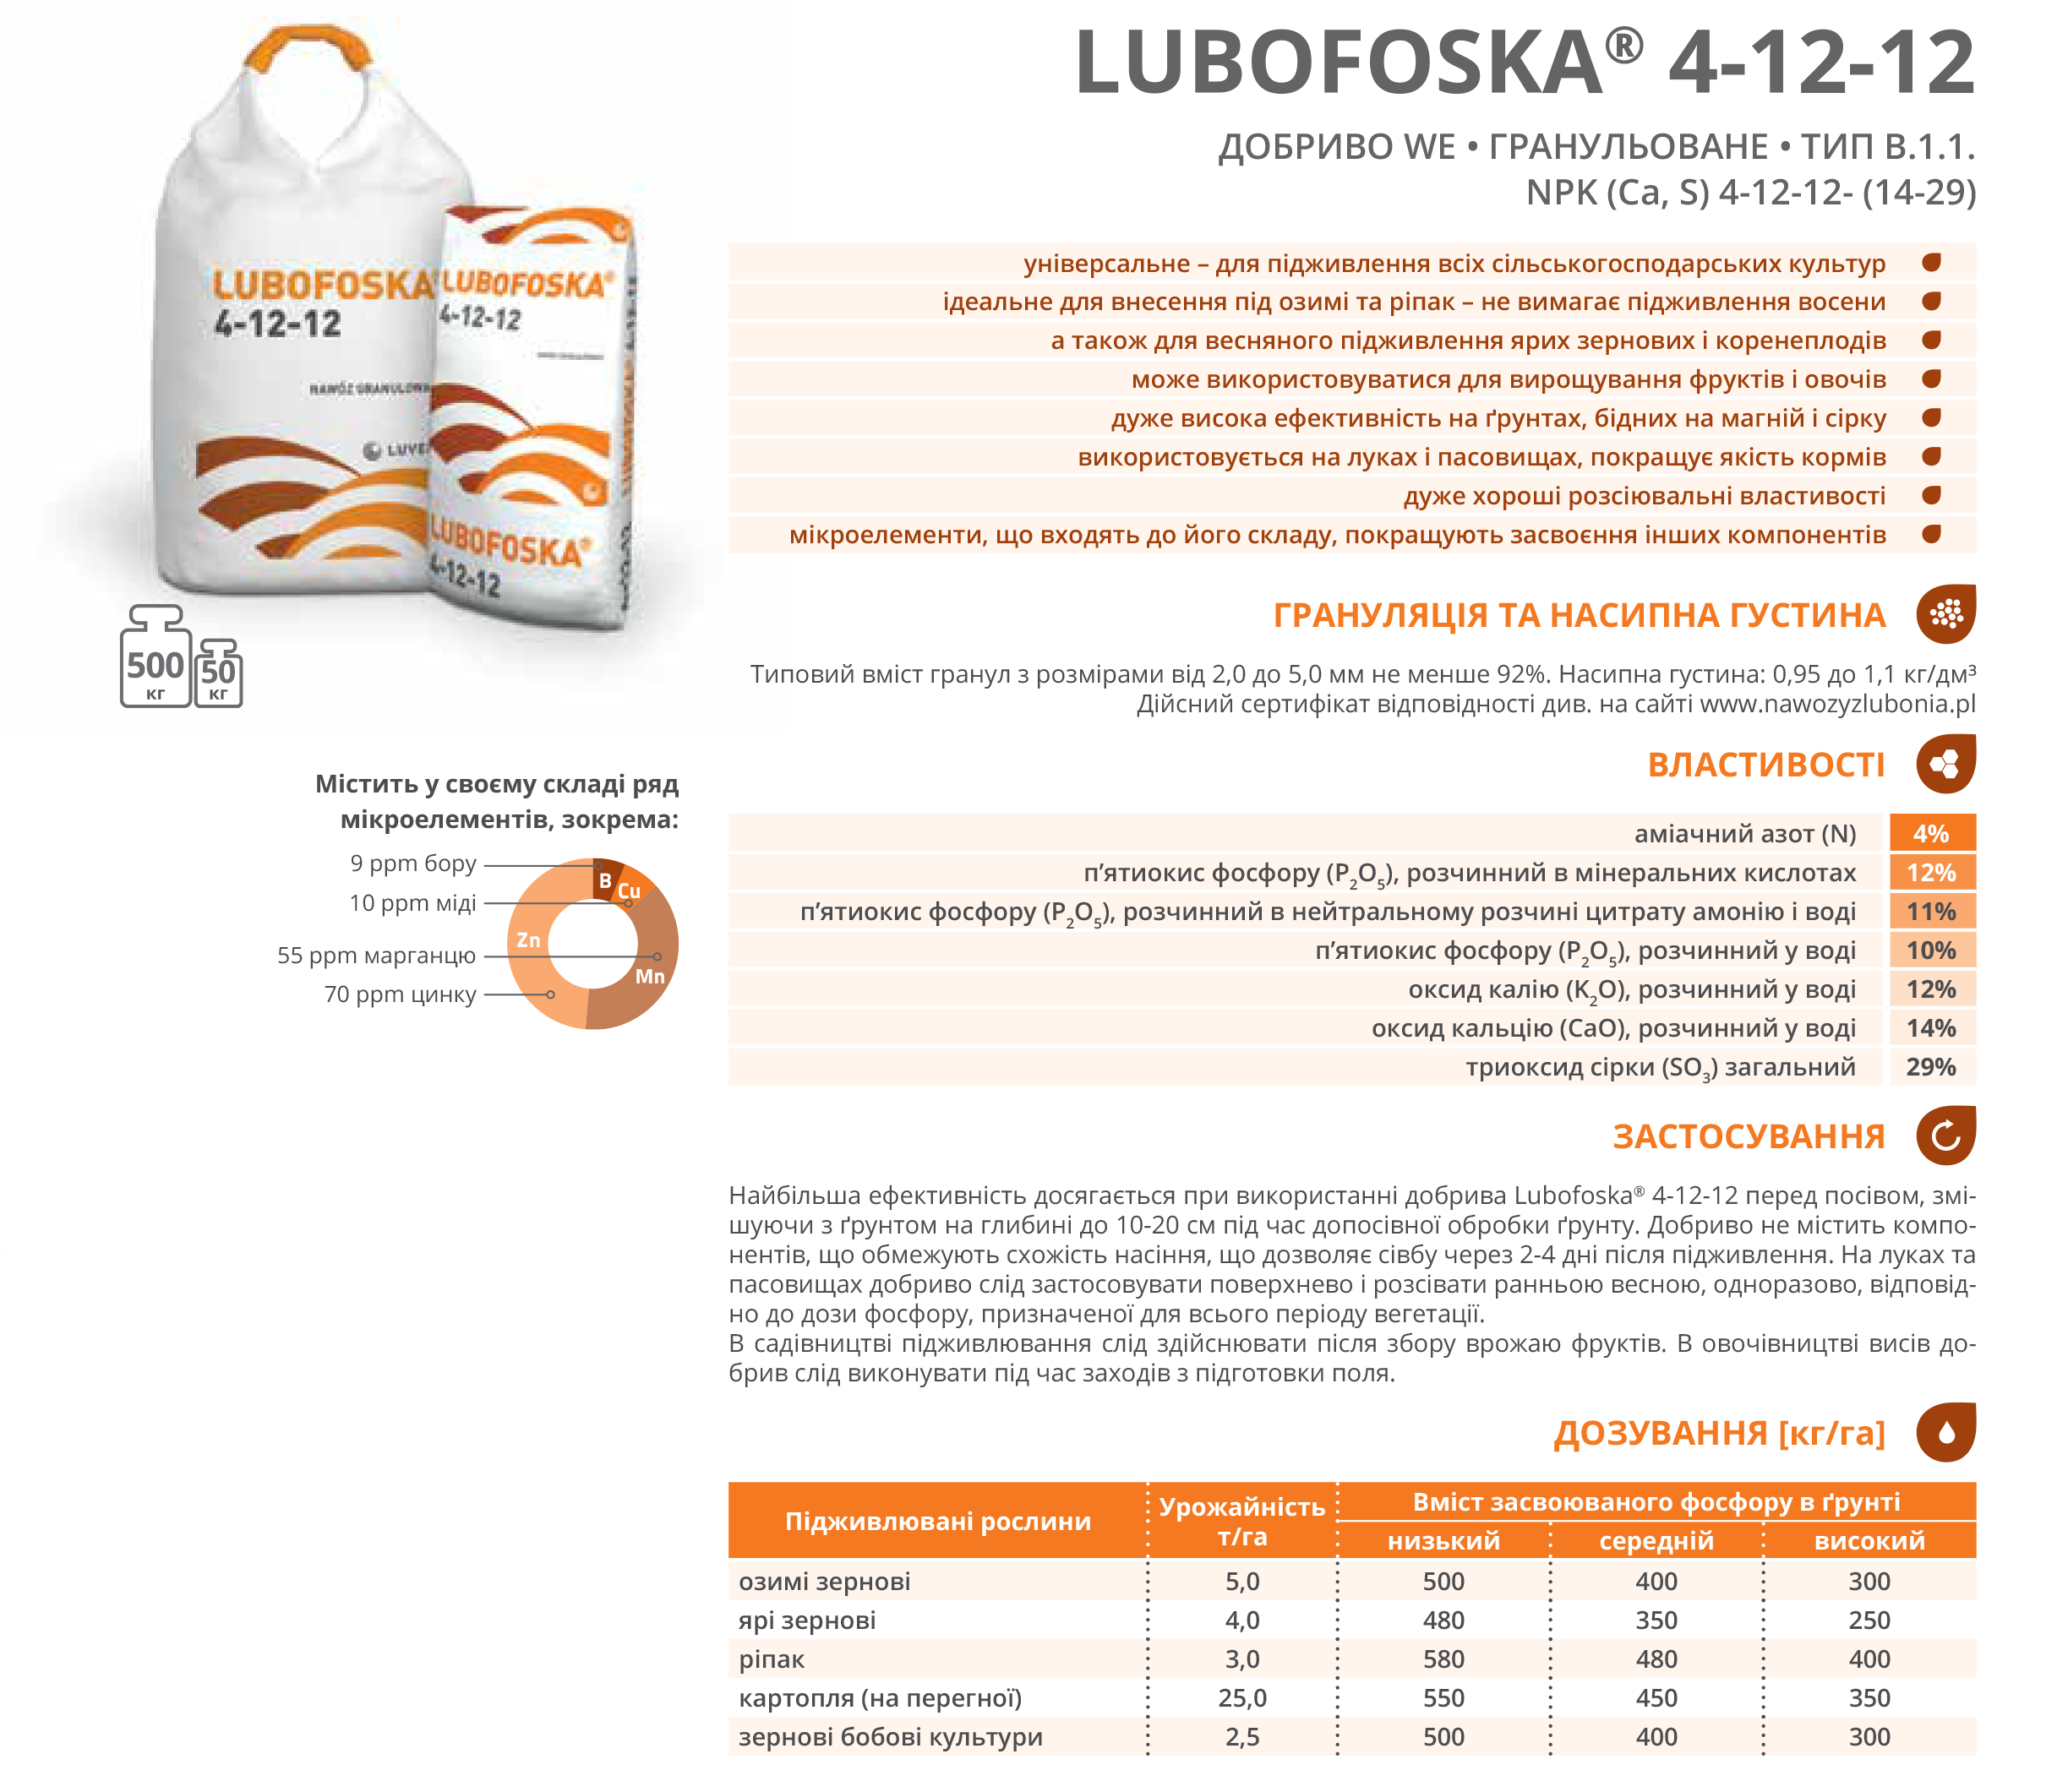 LUBOFOSKA® 4-12-12
ДОБРИВО WE • ГРАНУЛЬОВАНЕ • ТИП В.1.1.
NPK (Ca, S) 4-12-12- (14-29)
LUBOFOSKA
4-12-12
NAWÓZ GRANULOWA
LUVE
LUBOFOSKA®
4-12-12
LUBOFOSKA®
4-12-12
500
кг
50
кг
універсальне – для підживлення всіх сільськогосподарських культур
ідеальне для внесення під озимі та ріпак – не вимагає підживлення восени
а також для весняного підживлення ярих зернових і коренеплодів
може використовуватися для вирощування фруктів і овочів
дуже висока ефективність на ґрунтах, бідних на магній і сірку
використовується на луках і пасовищах, покращує якість кормів
дуже хороші розсіювальні властивості
мікроелементи, що входять до його складу, покращують засвоєння інших компонентів
ГРАНУЛЯЦІЯ ТА НАСИПНА ГУСТИНА
Типовий вміст гранул з розмірами від 2,0 до 5,0 мм не менше 92%. Насипна густина: 0,95 до 1,1 кг/дм³
Дійсний сертифікат відповідності див. на сайті www.nawozyzlubonia.pl
Містить у своєму складі ряд
мікроелементів, зокрема:
9 ppm бору
10 ppm міді
55 ppm марганцю
70 ppm цинку
B
Cu
Zn
Mn
ВЛАСТИВОСТІ
аміачний азот (N) 4%
п’ятиокис фосфору (P₂O₅), розчинний в мінеральних кислотах 12%
п’ятиокис фосфору (P₂O₅), розчинний в нейтральному розчині цитрату амонію і воді 11%
п’ятиокис фосфору (P₂O₅), розчинний у воді 10%
оксид калію (K₂O), розчинний у воді 12%
оксид кальцію (CaO), розчинний у воді 14%
триоксид сірки (SO₃) загальний 29%
ЗАСТОСУВАННЯ
Найбільша ефективність досягається при використанні добрива Lubofoska® 4-12-12 перед посівом, змі-
шуючи з ґрунтом на глибині до 10-20 см під час допосівної обробки ґрунту. Добриво не містить компо-
нентів, що обмежують схожість насіння, що дозволяє сівбу через 2-4 дні після підживлення. На луках та
пасовищах добриво слід застосовувати поверхнево і розсівати ранньою весною, одноразово, відповід-
но до дози фосфору, призначеної для всього періоду вегетації.
В садівництві підживлювання слід здійснювати після збору врожаю фруктів. В овочівництві висів до-
брив слід виконувати під час заходів з підготовки поля.
ДОЗУВАННЯ [кг/га]
Підживлювані рослини Урожайність т/га Вміст засвоюваного фосфору в ґрунті
низький середній високий
озимі зернові 5,0 500 400 300
ярі зернові 4,0 480 350 250
ріпак 3,0 580 480 400
картопля (на перегної) 25,0 550 450 350
зернові бобові культури 2,5 500 400 300